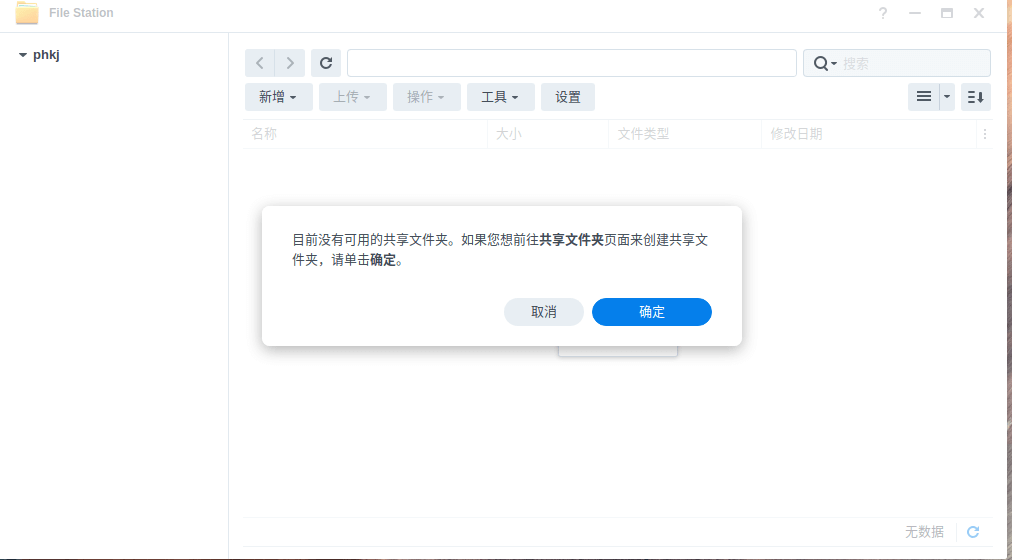 File Station
?
phkj
搜索
新增
上传
操作
工具
设置
名称
大小
文件类型
修改日期
目前没有可用的共享文件夹。如果您想前往共享文件夹页面来创建共享文
件夹，请单击确定。
取消
确定
无数据